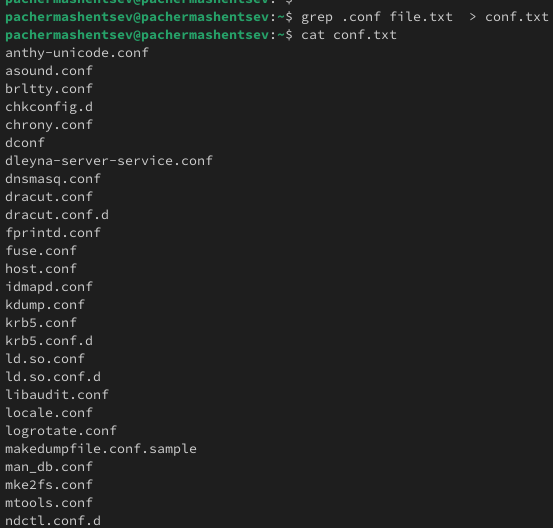 pachermashentsev@pachermashentsev:~$
pachermashentsev@pachermashentsev:~$ grep .conf file.txt  > conf.txt
pachermashentsev@pachermashentsev:~$ cat conf.txt
anthy-unicode.conf
asound.conf
brltty.conf
chkconfig.d
chrony.conf
dconf
dleyna-server-service.conf
dnsmasq.conf
dracut.conf
dracut.conf.d
fprintd.conf
fuse.conf
host.conf
idmapd.conf
kdump.conf
krb5.conf
krb5.conf.d
ld.so.conf
ld.so.conf.d
libaudit.conf
locale.conf
logrotate.conf
makedumpfile.conf.sample
man_db.conf
mke2fs.conf
mtools.conf
ndctl.conf.d